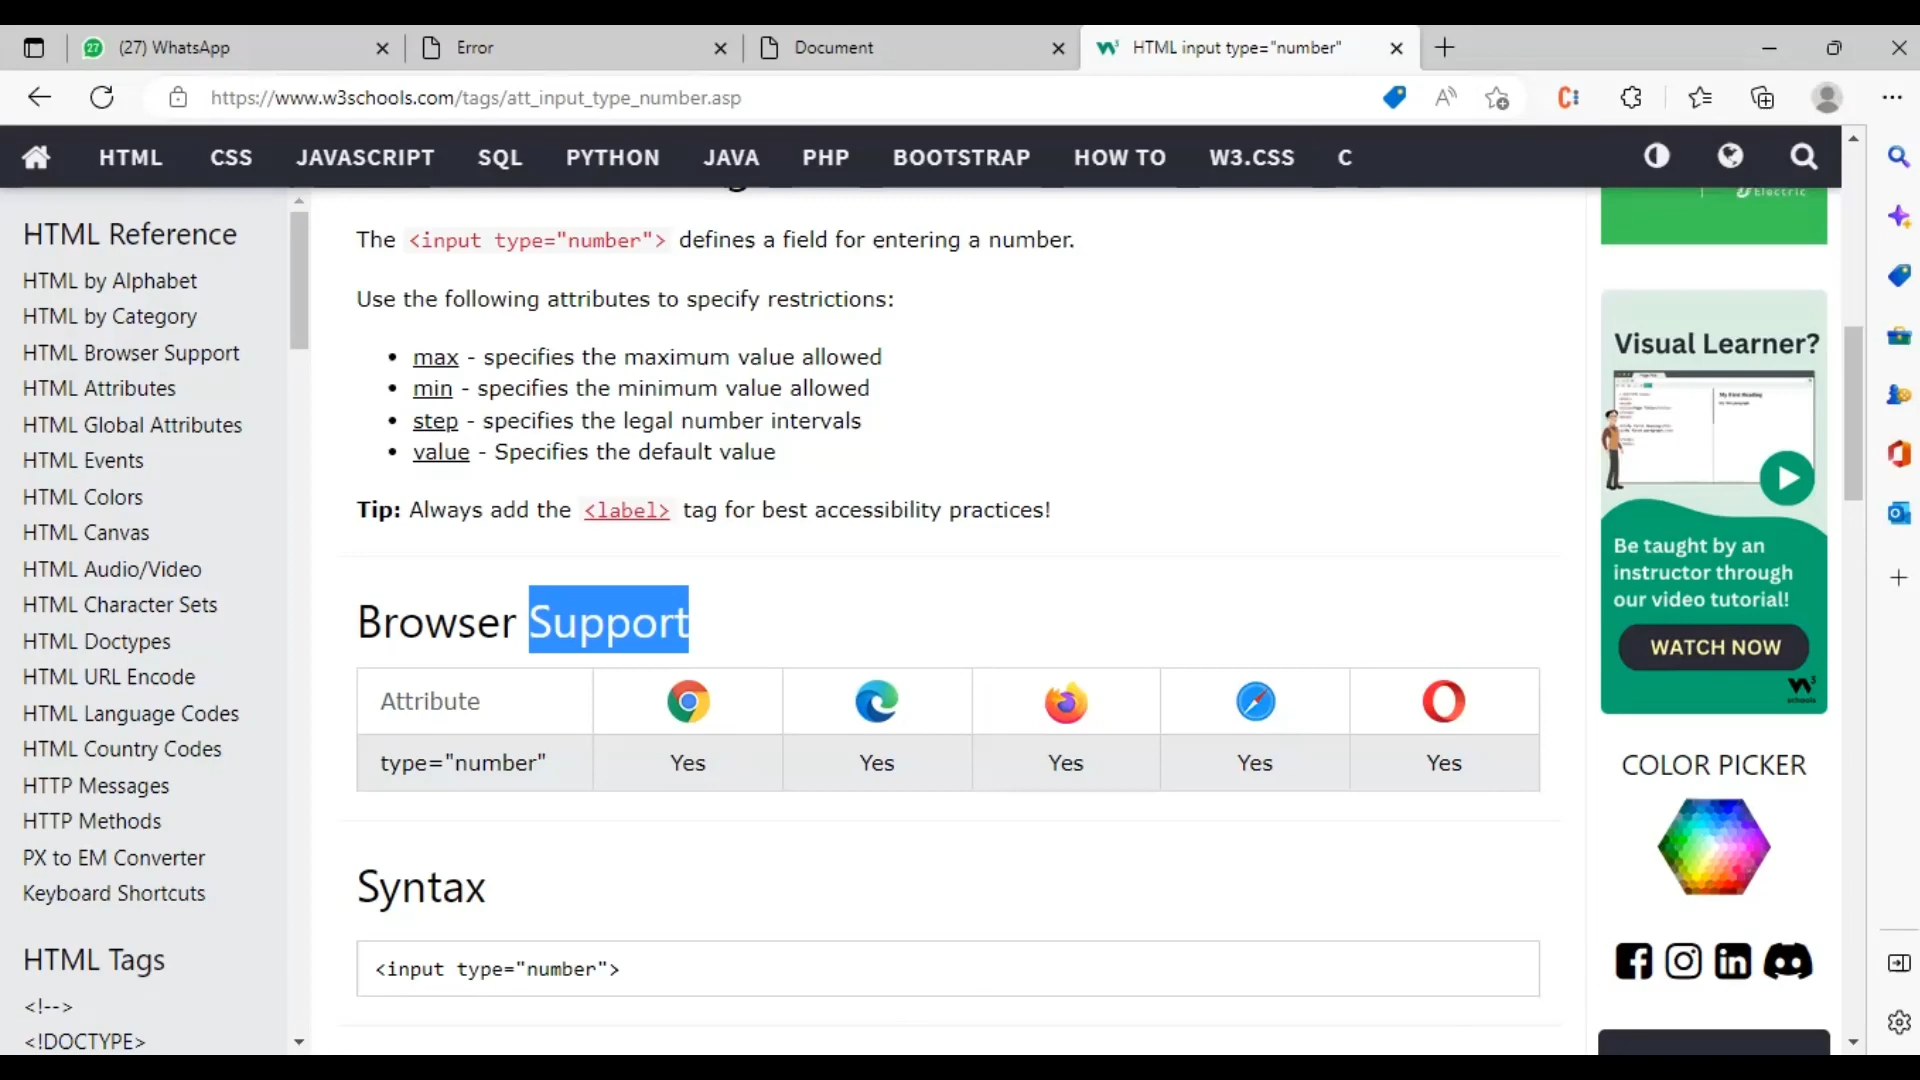 (27) WhatsApp
Error
Document
HTML input type="number"
https://www.w3schools.com/tags/att_input_type_number.asp
HTML CSS JAVASCRIPT SQL PYTHON JAVA PHP BOOTSTRAP HOW TO W3.CSS C
HTML Reference
HTML by Alphabet
HTML by Category
HTML Browser Support
HTML Attributes
HTML Global Attributes
HTML Events
HTML Colors
HTML Canvas
HTML Audio/Video
HTML Character Sets
HTML Doctypes
HTML URL Encode
HTML Language Codes
HTML Country Codes
HTTP Messages
HTTP Methods
PX to EM Converter
Keyboard Shortcuts
HTML Tags
<!-->
<!DOCTYPE>
The <input type="number"> defines a field for entering a number.
Use the following attributes to specify restrictions:
• max - specifies the maximum value allowed
• min - specifies the minimum value allowed
• step - specifies the legal number intervals
• value - Specifies the default value
Tip: Always add the <label> tag for best accessibility practices!
Browser Support
Attribute
type="number" Yes Yes Yes Yes Yes
Syntax
<input type="number">
Electric
Visual Learner?
My First Heading
Be taught by an
instructor through
our video tutorial!
WATCH NOW
schools
COLOR PICKER